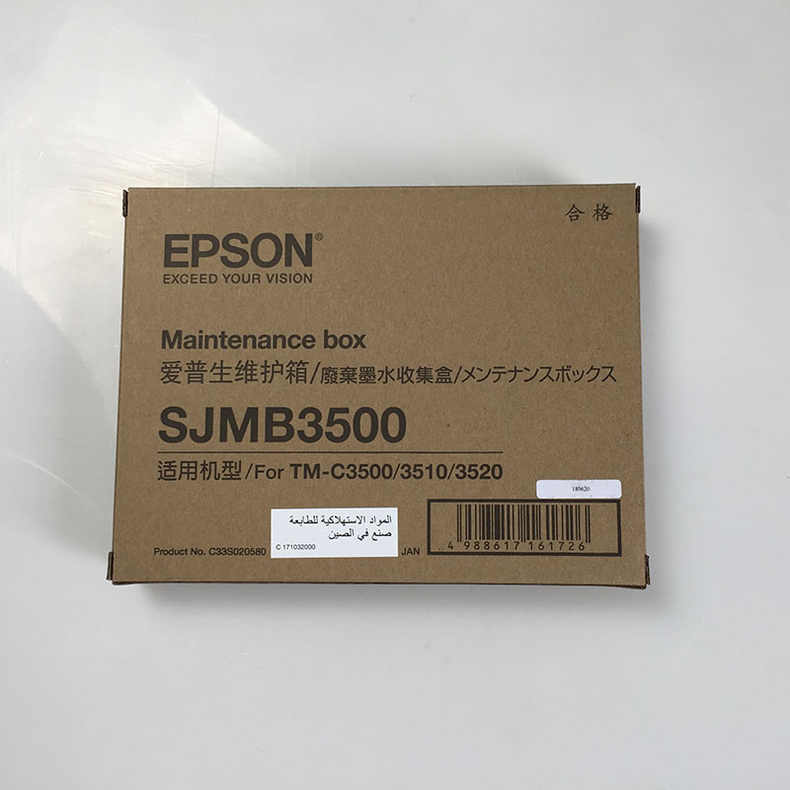 合格
EPSON®
EXCEED YOUR VISION
Maintenance box
爱普生维护箱/廢棄墨水收集盒/メンテナンスボックス
SJMB3500
适用机型/For TM-C3500/3510/3520
180620
المواد الاستهلاكية للطابعة
صنع في الصين
C 171032000
Product No. C33S020580
JAN
4 988617 161726